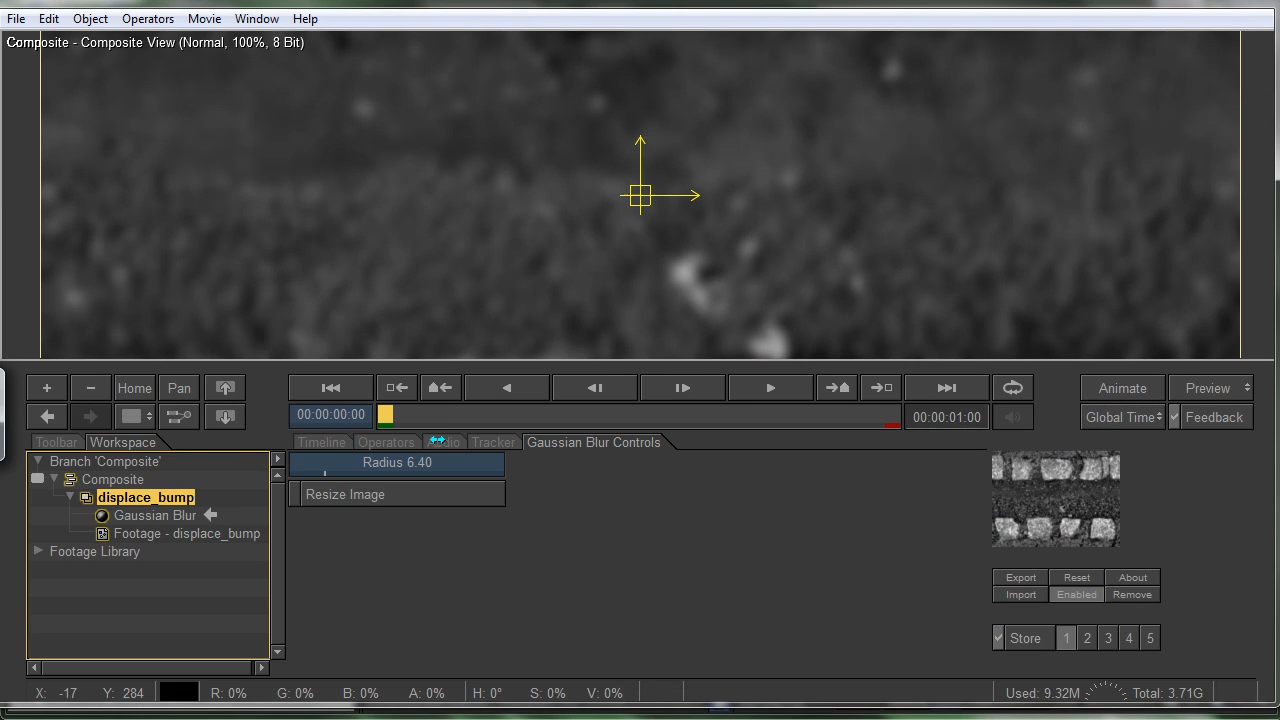 File Edit Object Operators Movie Window Help
Composite - Composite View (Normal, 100%, 8 Bit)
+ − Home Pan Animate Preview
00:00:00:00 00:00:01:00 Global Time Feedback
Toolbar Workspace Timeline Operators Audio Tracker Gaussian Blur Controls
Branch 'Composite' Radius 6.40
Composite
displace_bump Resize Image
Gaussian Blur
Footage - displace_bump
Footage Library
Export Reset About
Import Enabled Remove
Store 1 2 3 4 5
X: -17 Y: 284 R: 0% G: 0% B: 0% A: 0% H: 0° S: 0% V: 0% Used: 9.32M Total: 3.71G